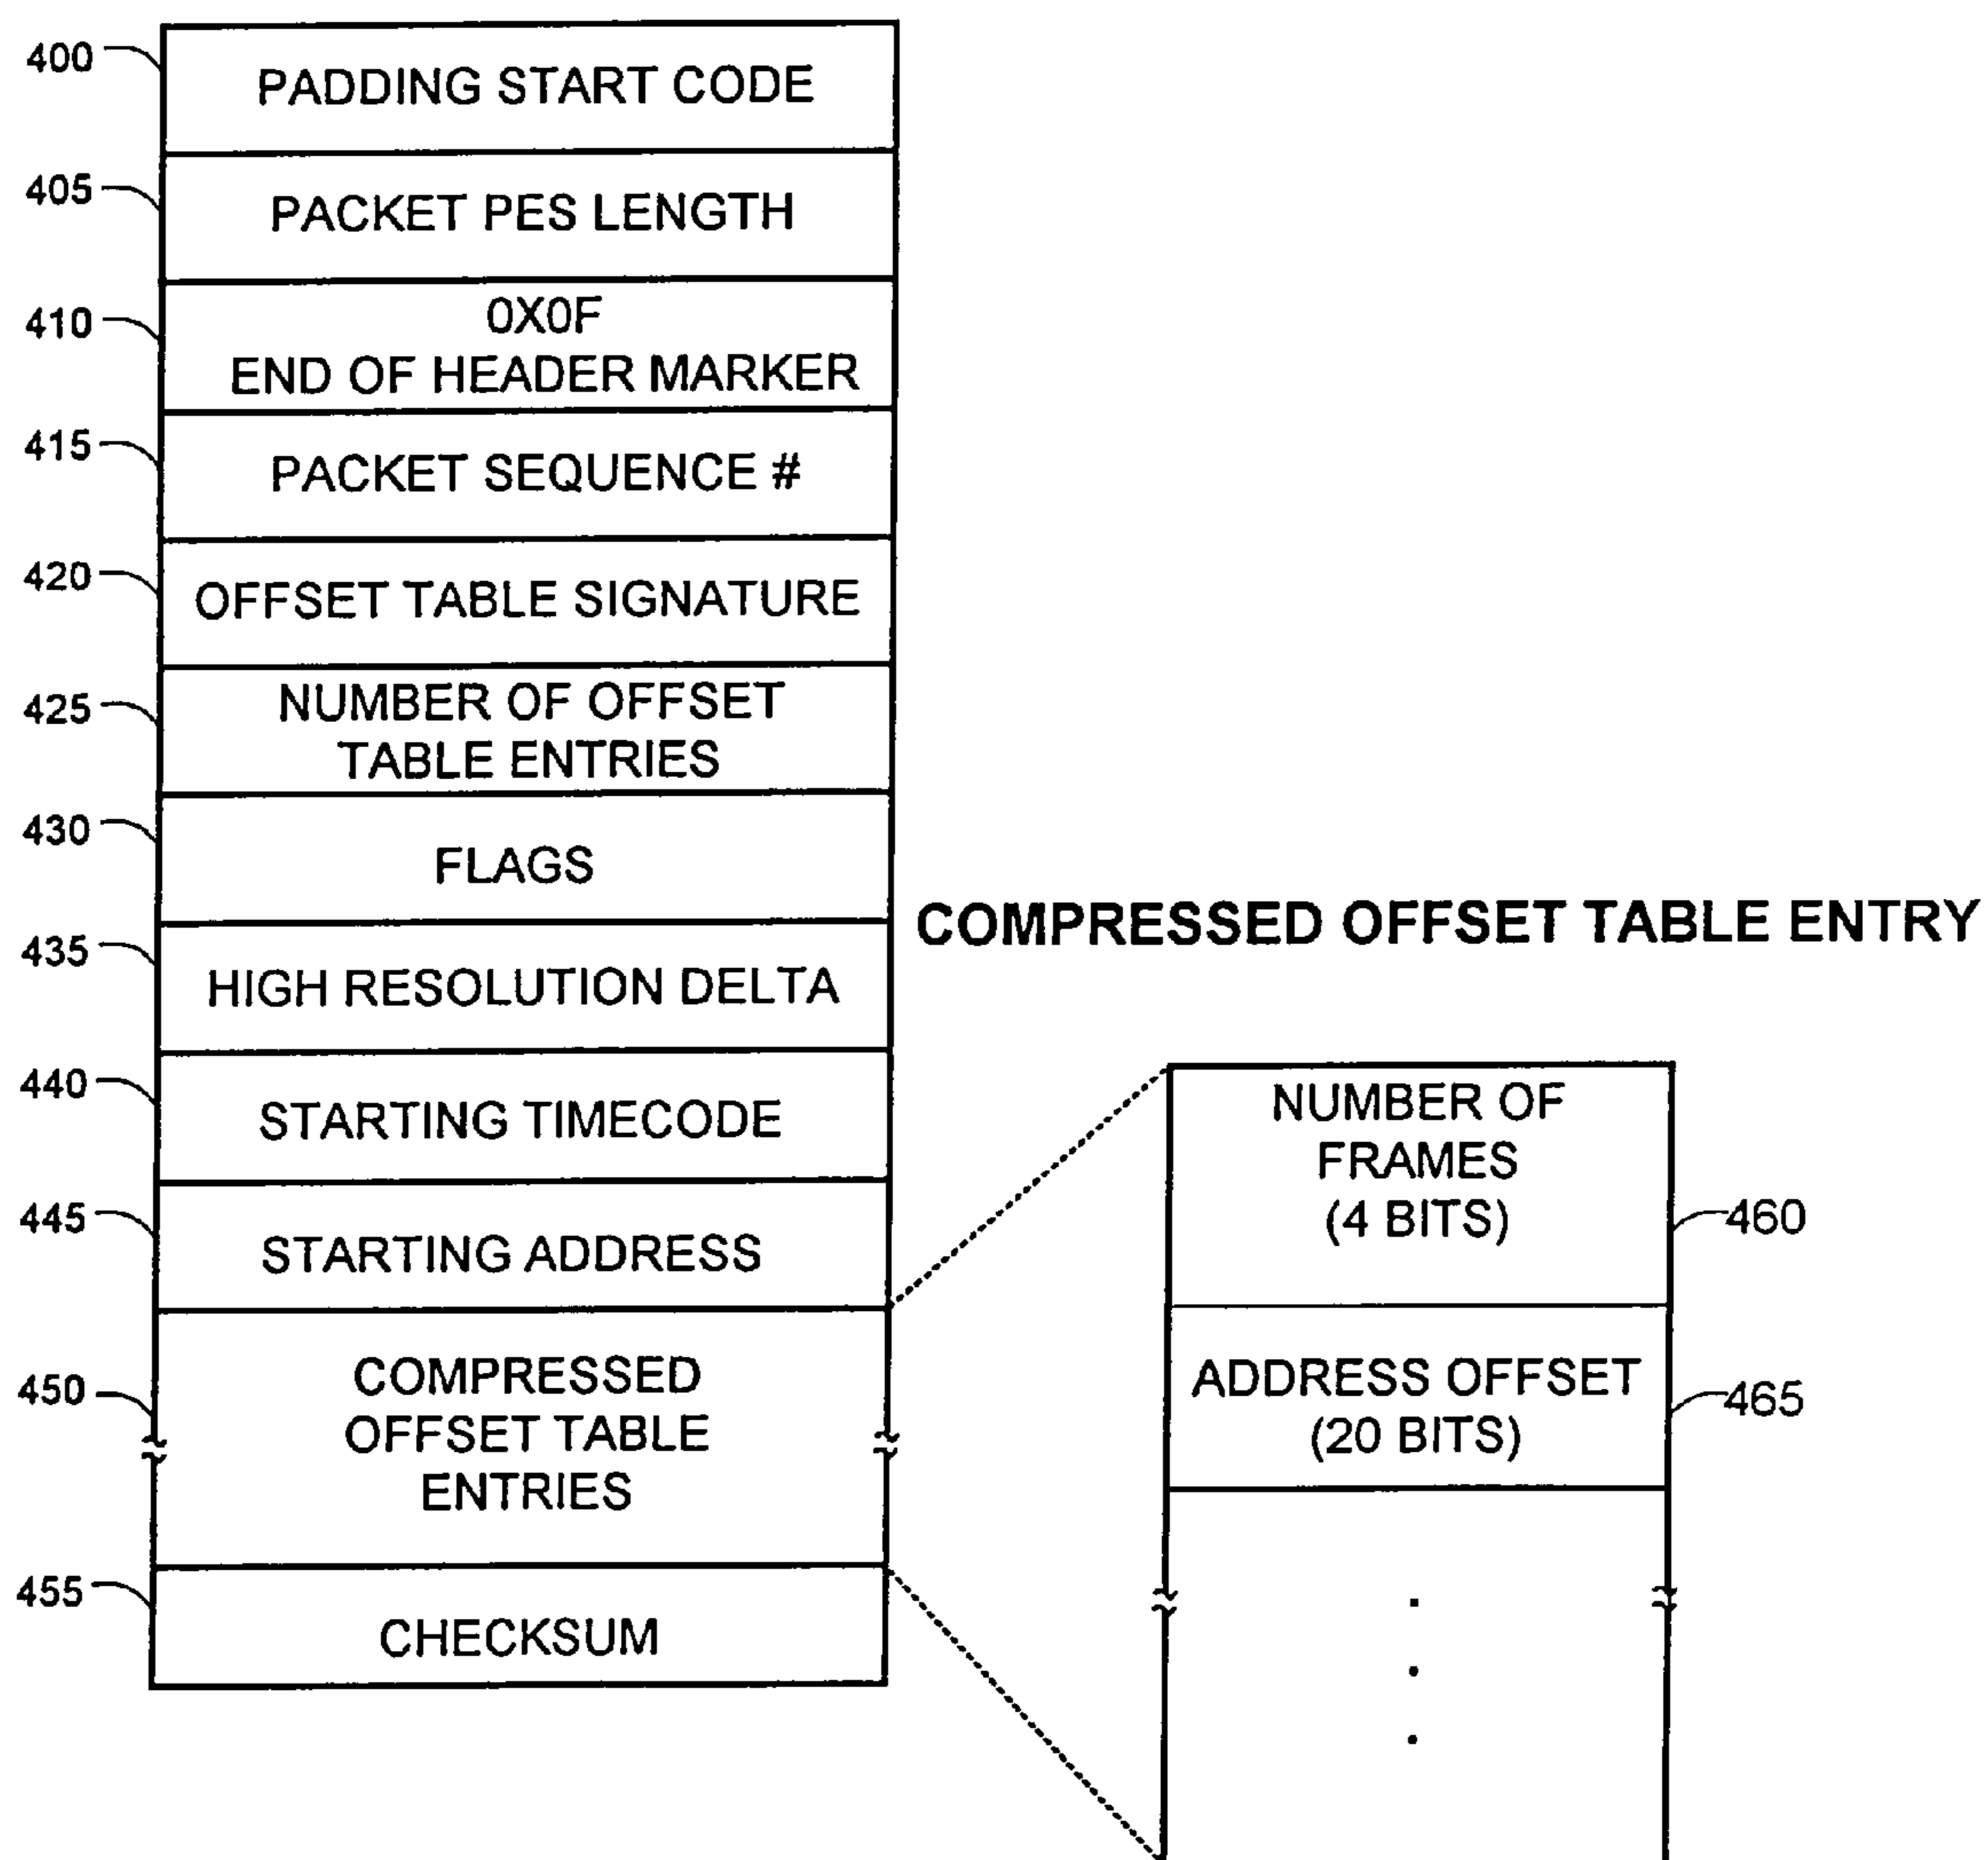 400
PADDING START CODE
405
PACKET PES LENGTH
410
0X0F
END OF HEADER MARKER
415
PACKET SEQUENCE #
420
OFFSET TABLE SIGNATURE
425
NUMBER OF OFFSET
TABLE ENTRIES
430
FLAGS
435
HIGH RESOLUTION DELTA
440
STARTING TIMECODE
445
STARTING ADDRESS
450
COMPRESSED
OFFSET TABLE
ENTRIES
455
CHECKSUM
COMPRESSED OFFSET TABLE ENTRY
NUMBER OF
FRAMES
(4 BITS)
460
ADDRESS OFFSET
(20 BITS)
465